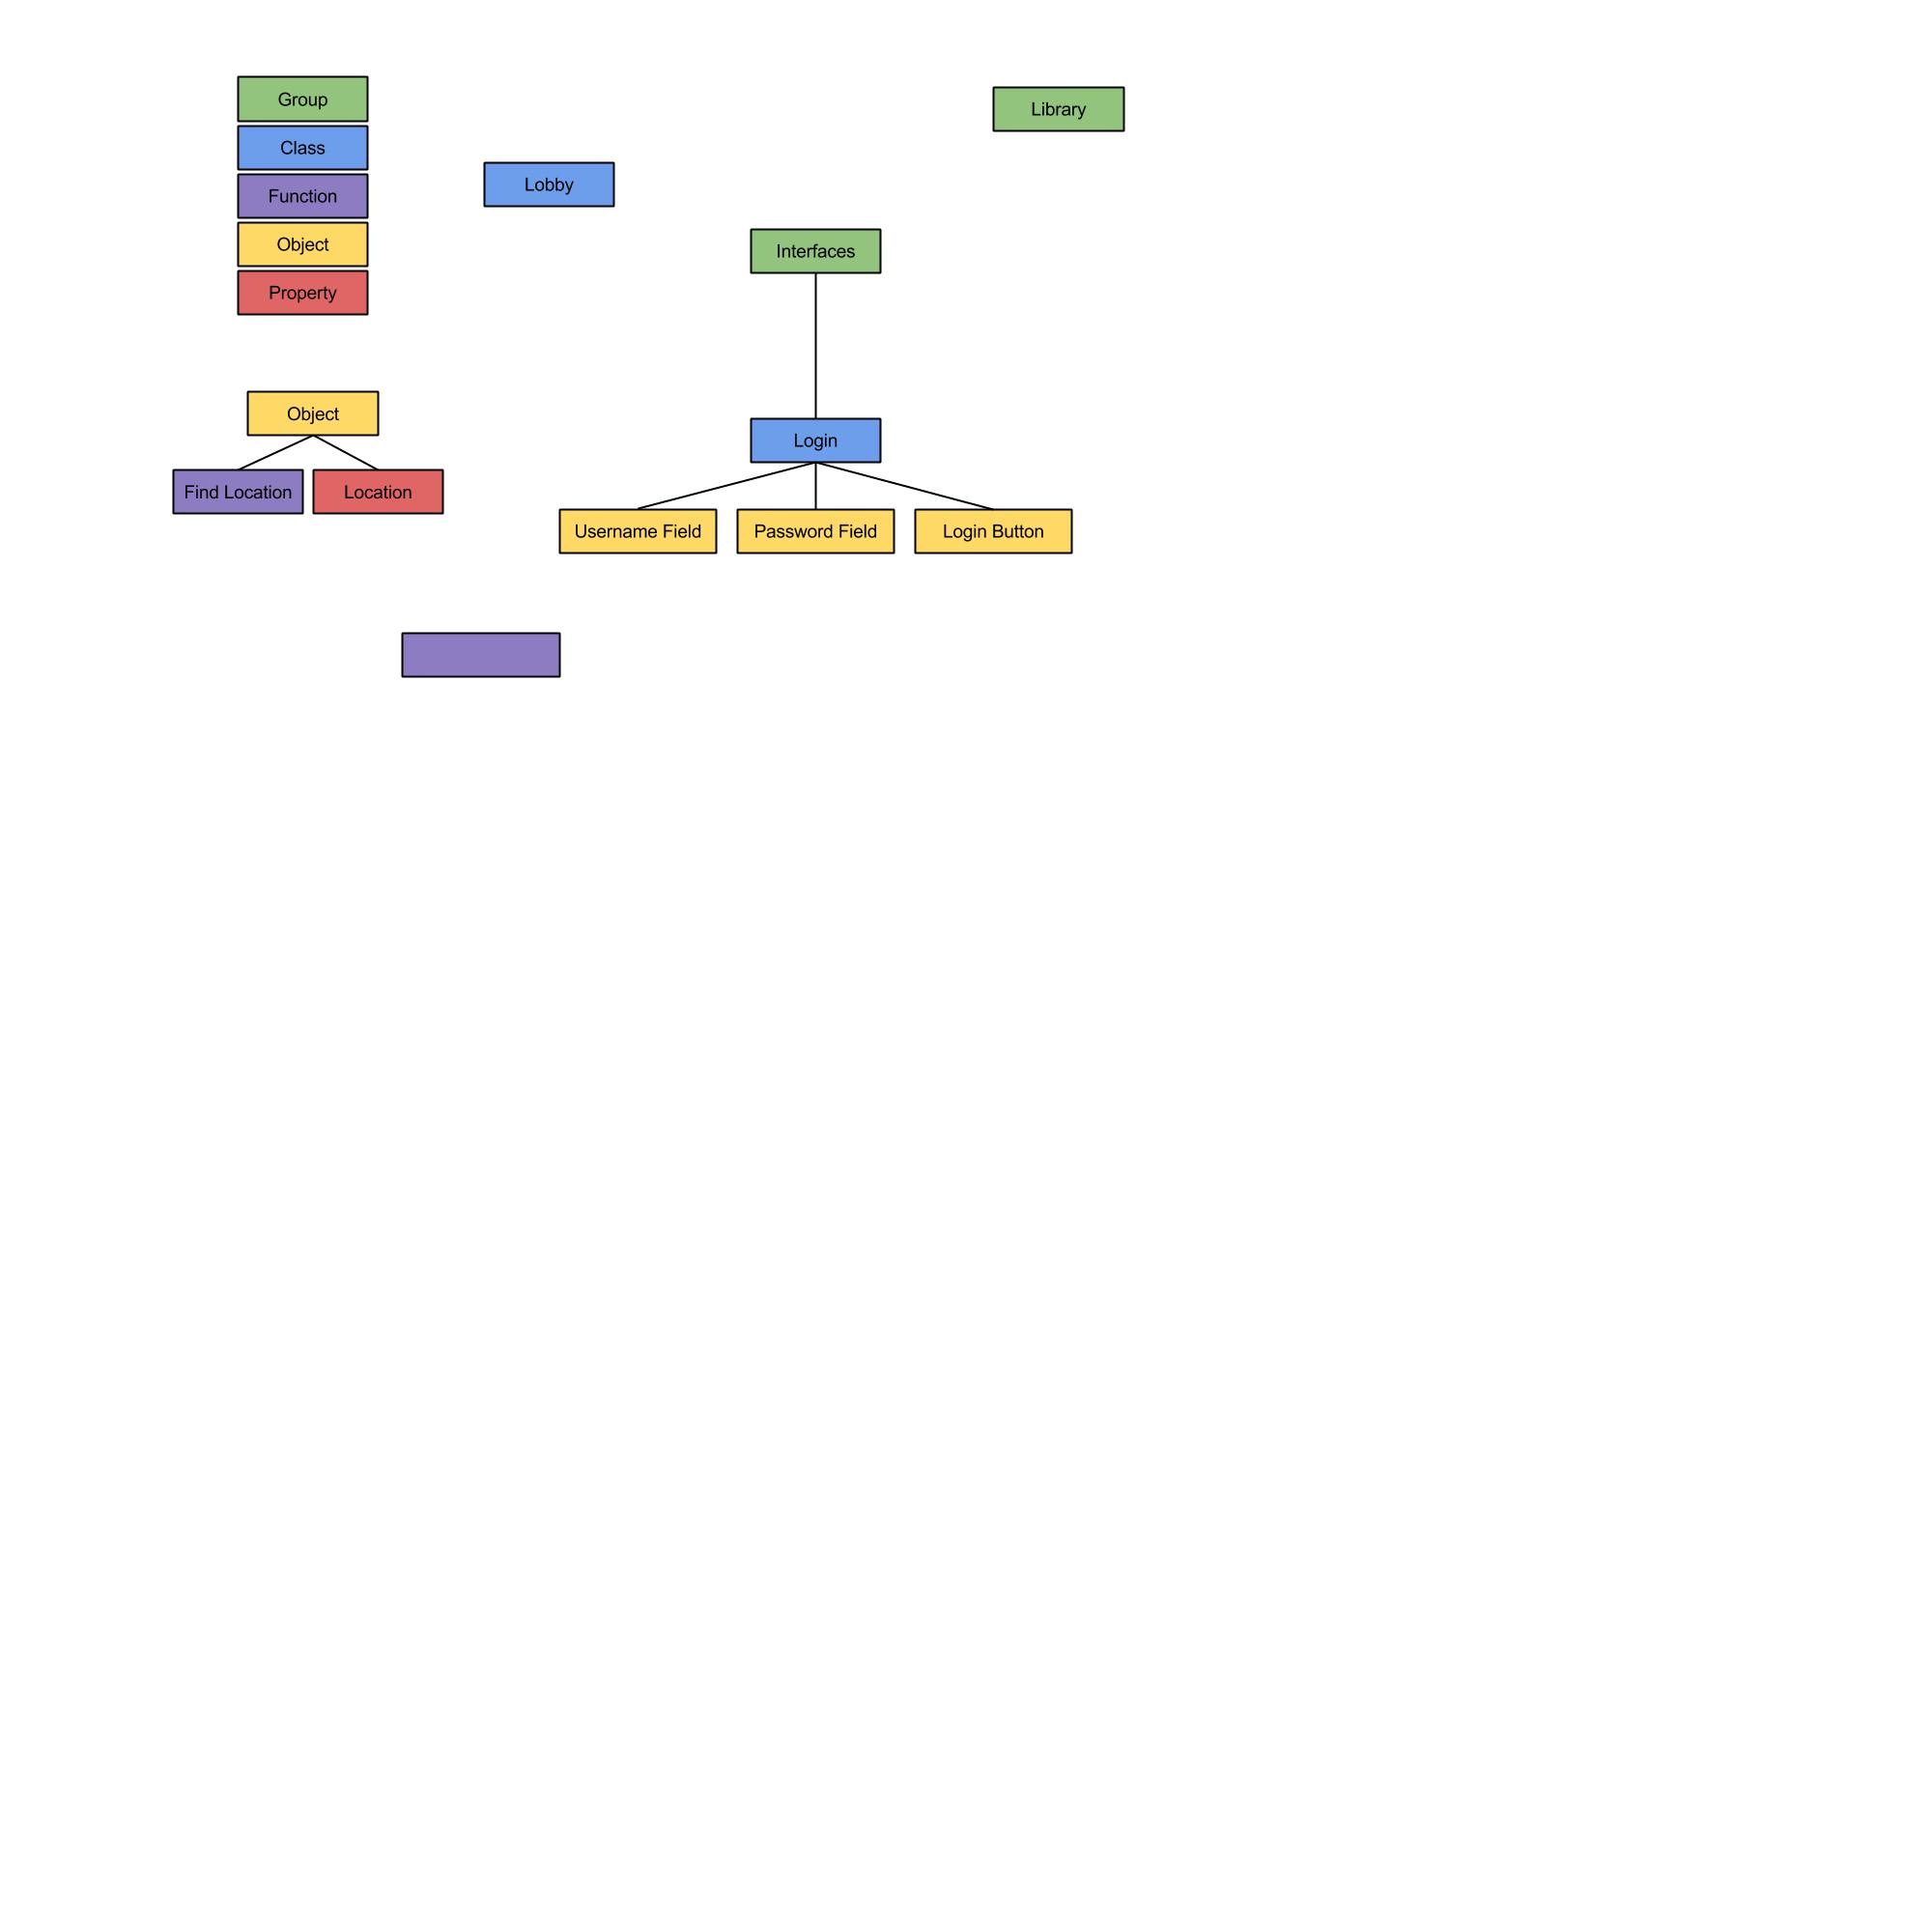 Group
Class
Function
Object
Property
Library
Lobby
Interfaces
Object
Find Location
Location
Login
Username Field
Password Field
Login Button